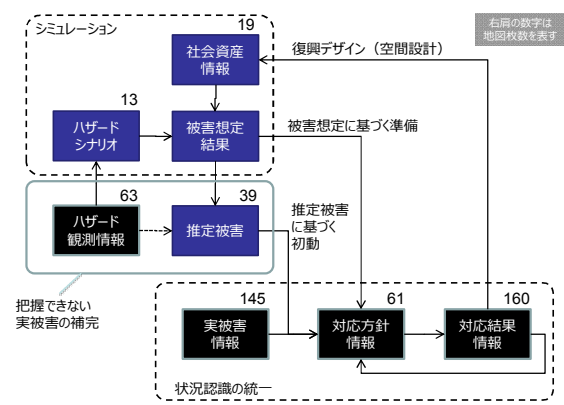 シミュレーション
19
社会資産
情報
復興デザイン（空間設計）
右肩の数字は
地図枚数を表す
13
ハザード
シナリオ
被害想定
結果
被害想定に基づく準備
63
39
ハザード
観測情報
推定被害
推定被害
に基づく
初動
把握できない
実被害の補完
145
61
160
実被害
情報
対応方針
情報
対応結果
情報
状況認識の統一